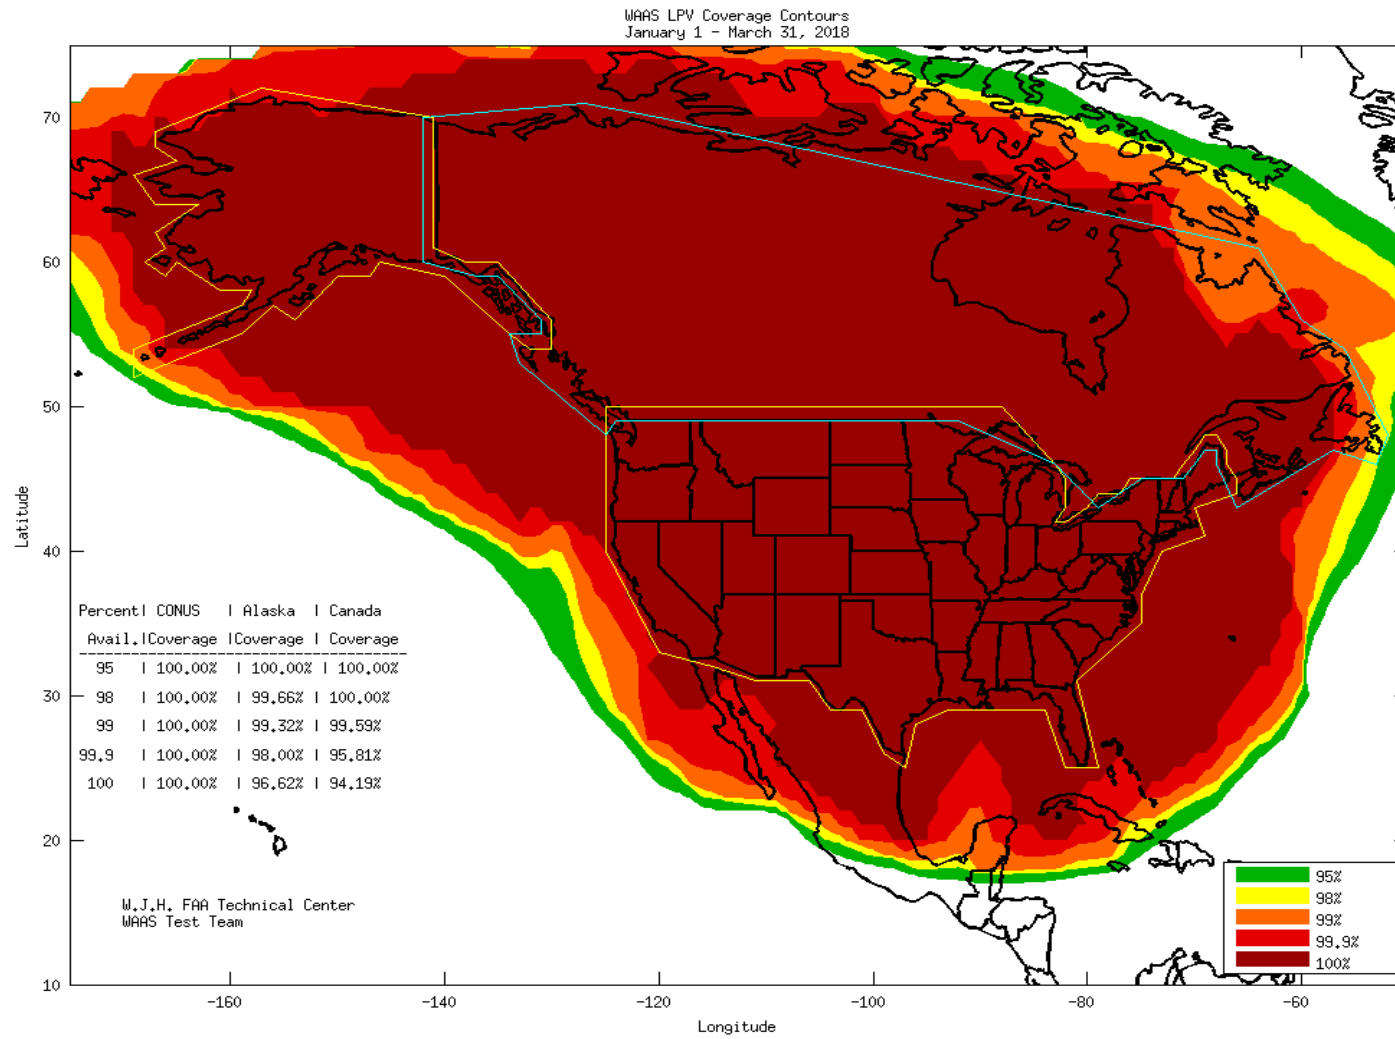 WAAS LPV Coverage Contours
January 1 - March 31, 2018
70
60
50
40
30
20
10
Latitude
Percent| CONUS | Alaska | Canada
Avail.|Coverage |Coverage | Coverage
95 | 100.00% | 100.00% | 100.00%
98 | 100.00% | 99.66% | 100.00%
99 | 100.00% | 99.32% | 99.59%
99.9 | 100.00% | 98.00% | 95.81%
100 | 100.00% | 96.62% | 94.19%
W.J.H. FAA Technical Center
WAAS Test Team
95%
98%
99%
99.9%
100%
-160 -140 -120 -100 -80 -60
Longitude